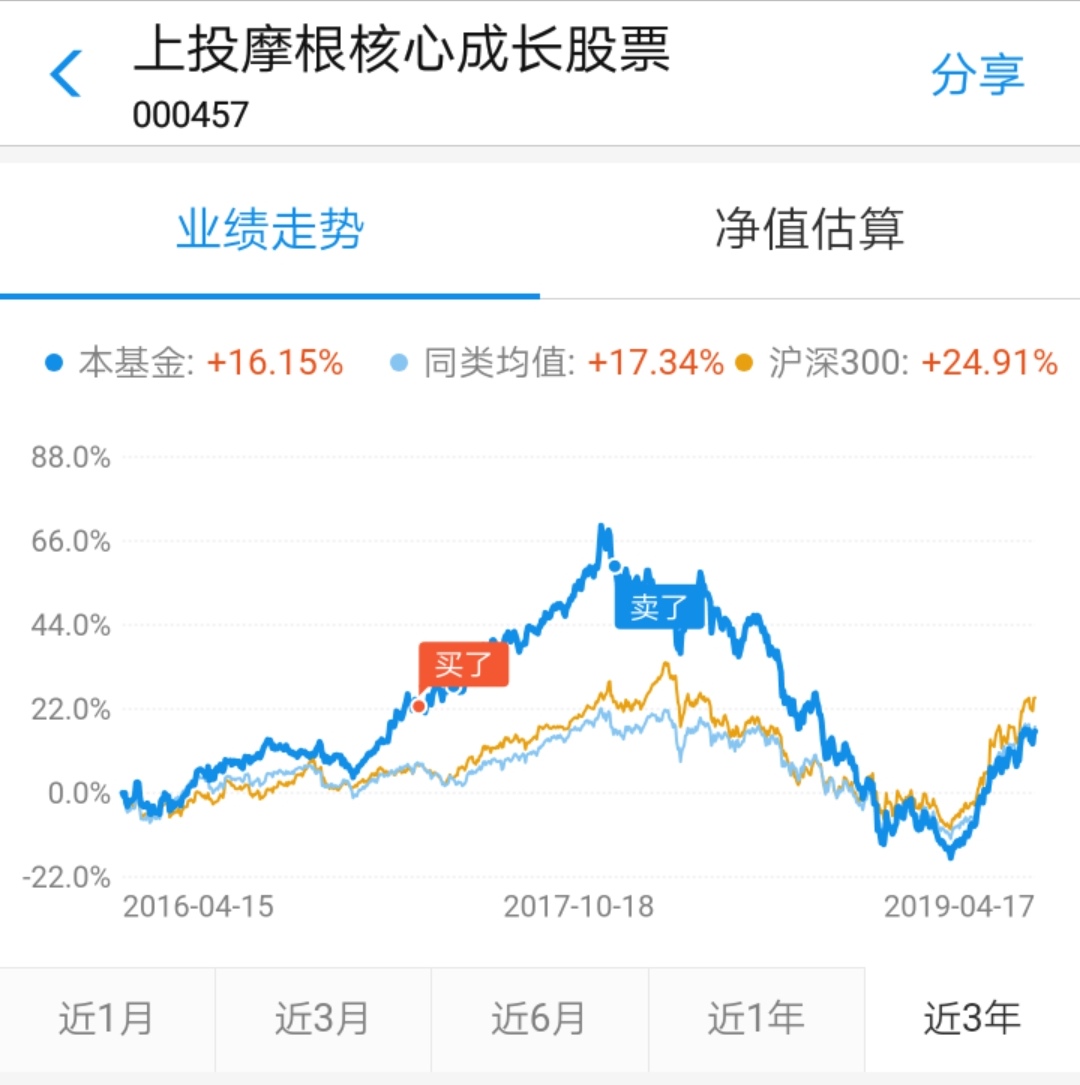 上投摩根核心成长股票
000457
分享
业绩走势
净值估算
本基金: +16.15%
同类均值: +17.34%
沪深300: +24.91%
88.0%
66.0%
44.0%
22.0%
0.0%
-22.0%
买了
卖了
2016-04-15
2017-10-18
2019-04-17
近1月
近3月
近6月
近1年
近3年